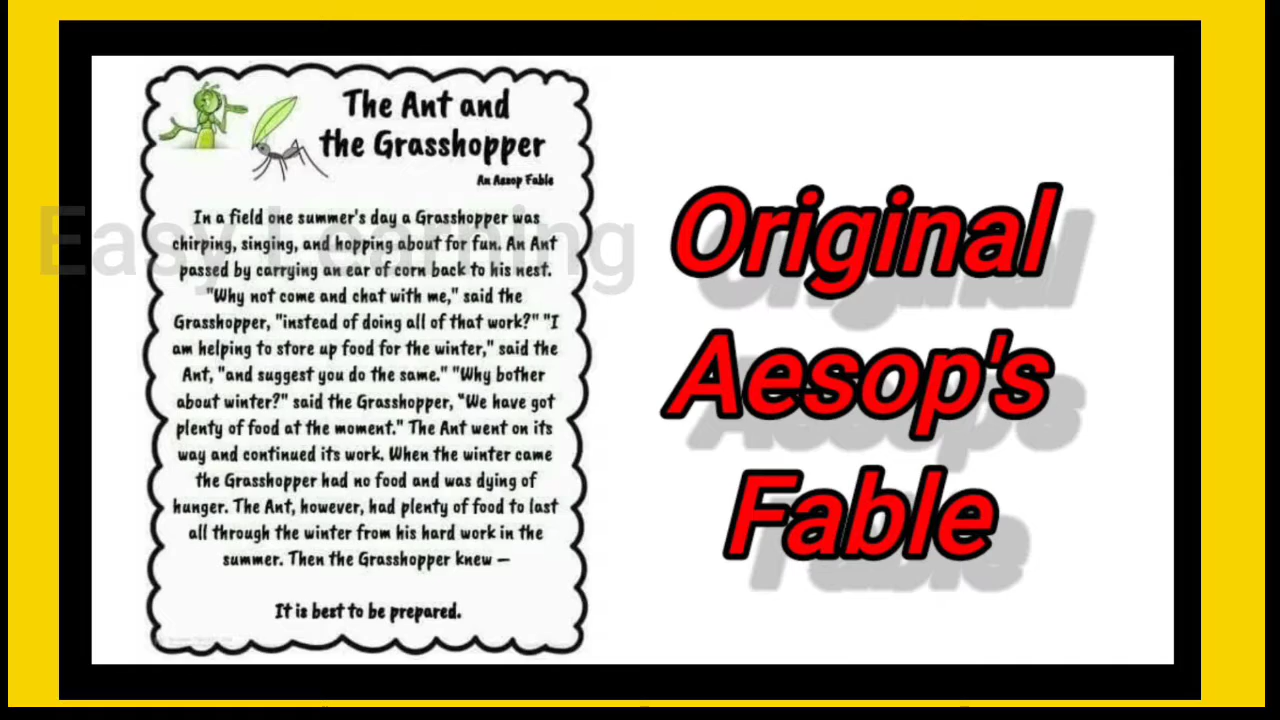 The Ant and
the Grasshopper
An Aesop Fable
In a field one summer's day a Grasshopper was
chirping, singing, and hopping about for fun. An Ant
passed by carrying an ear of corn back to his nest.
"Why not come and chat with me," said the
Grasshopper, "instead of doing all of that work?" "I
am helping to store up food for the winter," said the
Ant, "and suggest you do the same." "Why bother
about winter?" said the Grasshopper, "We have got
plenty of food at the moment." The Ant went on its
way and continued its work. When the winter came
the Grasshopper had no food and was dying of
hunger. The Ant, however, had plenty of food to last
all through the winter from his hard work in the
summer. Then the Grasshopper knew –
It is best to be prepared.
Easy Learning
Original
Aesop's
Fable